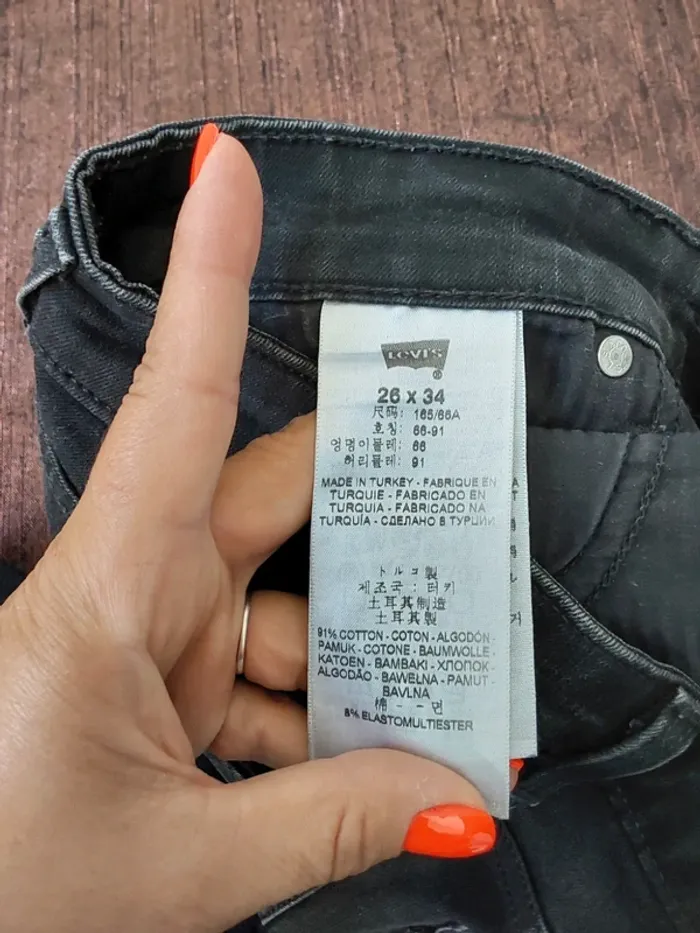 LEVI'S
®
26 x 34
尺码: 165/66A
호칭: 66-91
엉덩이둘레: 66
허리둘레: 91
MADE IN TURKEY - FABRIQUE EN
TURQUIE - FABRICADO EN
TURQUIA - FABRICADO NA
TURQUÍA - СДЕЛАНО В ТУРЦИИ
トルコ製
제조국 : 터키
土耳其制造
土耳其製
91% COTTON - COTON - ALGODÓN
PAMUK - COTONE - BAUMWOLLE
KATOEN - BAMBAKI - ХЛОПОК
ALGODÃO - BAWEŁNA - PAMUT
BAVLNA
棉 - - 면
8% ELASTOMULTIESTER